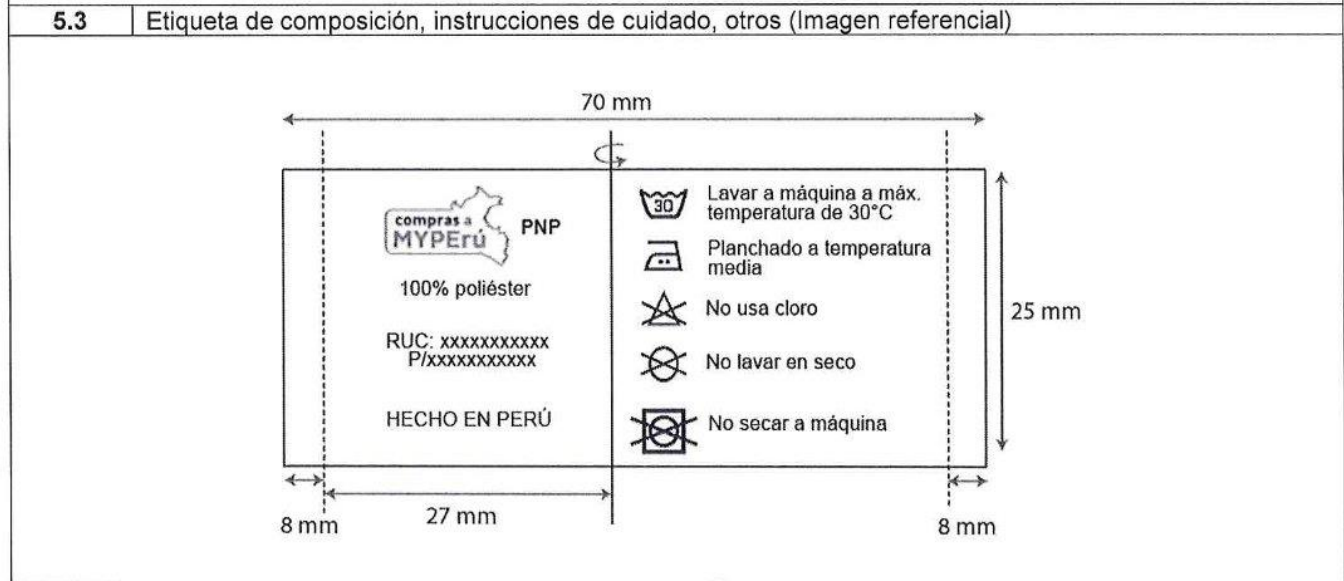 5.3 Etiqueta de composición, instrucciones de cuidado, otros (Imagen referencial)
70 mm
compras a
MYPErú
PNP
100% poliéster
RUC: xxxxxxxxxxx
P/xxxxxxxxxxx
HECHO EN PERÚ
30
Lavar a máquina a máx.
temperatura de 30°C
Planchado a temperatura
media
No usa cloro
No lavar en seco
No secar a máquina
25 mm
8 mm
27 mm
8 mm